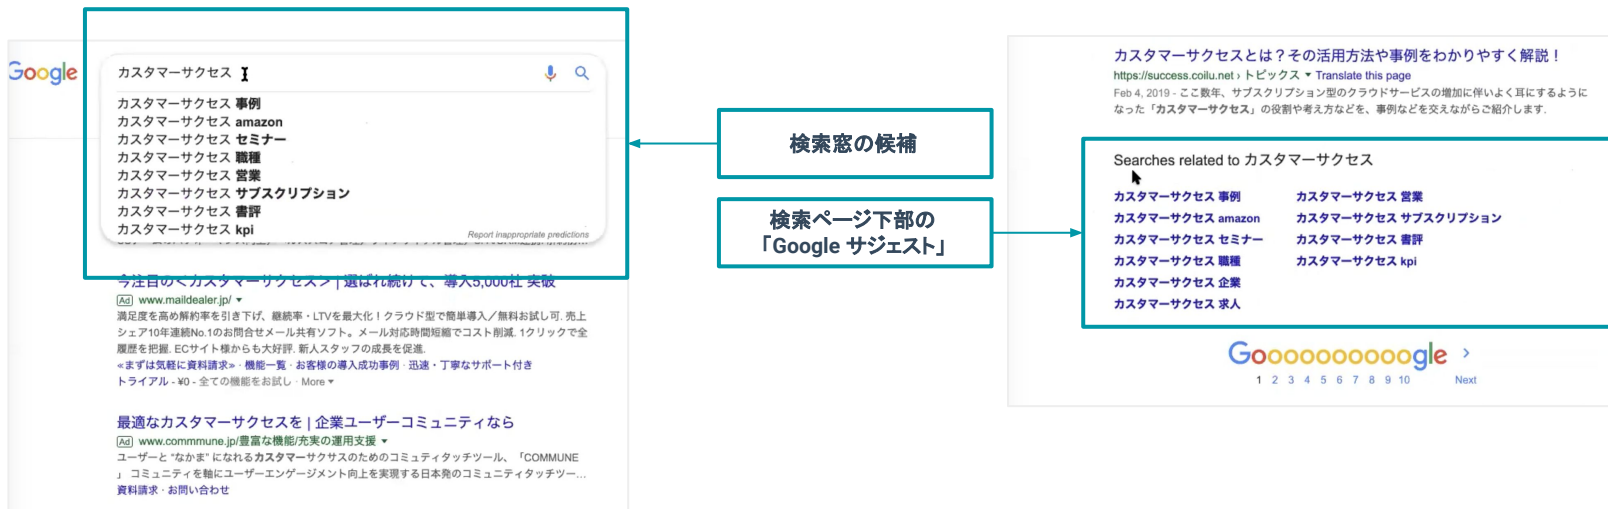 Google
カスタマーサクセス
カスタマーサクセス 事例
カスタマーサクセス amazon
カスタマーサクセス セミナー
カスタマーサクセス 職種
カスタマーサクセス 営業
カスタマーサクセス サブスクリプション
カスタマーサクセス 書評
カスタマーサクセス kpi
Report inappropriate predictions
今注目の<カスタマーサクセス> | 選ばれ続けて、導入5,000社 突破
Ad www.maildealer.jp/
満足度を高め解約率を引き下げ、継続率・LTVを最大化！クラウド型で簡単導入／無料お試し可. 売上
シェア10年連続No.1のお問合せメール共有ソフト。メール対応時間短縮でコスト削減. 1クリックで全
履歴を把握. ECサイト様からも大好評. 新人スタッフの成長を促進.
«まずは気軽に資料請求» · 機能一覧 · お客様の導入成功事例 · 迅速・丁寧なサポート付き
トライアル - ¥0 - 全ての機能をお試し · More
最適なカスタマーサクセスを | 企業ユーザーコミュニティなら
Ad www.commmune.jp/豊富な機能/充実の運用支援
ユーザーと "なかま" になれるカスタマーサクサスのためのコミュティタッチツール、「COMMUNE
」コミュニティを軸にユーザーエンゲージメント向上を実現する日本発のコミュニティタッチツー...
資料請求 · お問い合わせ
検索窓の候補
検索ページ下部の
「Google サジェスト」
カスタマーサクセスとは？その活用方法や事例をわかりやすく解説！
https://success.coilu.net › トピックス Translate this page
Feb 4, 2019 - ここ数年、サブスクリプション型のクラウドサービスの増加に伴いよく耳にするように
なった「カスタマーサクセス」の役割や考え方などを、事例などを交えながらご紹介します.
Searches related to カスタマーサクセス
カスタマーサクセス 事例 カスタマーサクセス 営業
カスタマーサクセス amazon カスタマーサクセス サブスクリプション
カスタマーサクセス セミナー カスタマーサクセス 書評
カスタマーサクセス 職種 カスタマーサクセス kpi
カスタマーサクセス 企業
カスタマーサクセス 求人
Goooooooooogle
1 2 3 4 5 6 7 8 9 10 Next